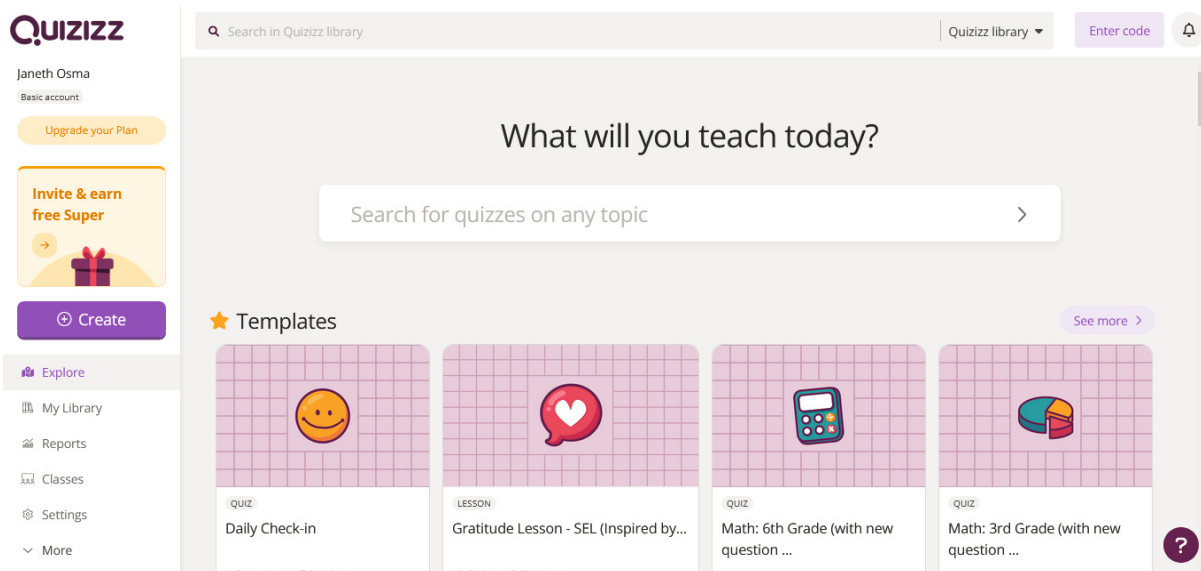 QUIZIZZ
Search in Quizizz library
Quizizz library
Enter code
Janeth Osma
Basic account
Upgrade your Plan
Invite & earn
free Super
Create
Explore
My Library
Reports
Classes
Settings
More
What will you teach today?
Search for quizzes on any topic
Templates
See more
QUIZ
Daily Check-in
LESSON
Gratitude Lesson - SEL (Inspired by...
QUIZ
Math: 6th Grade (with new
question ...
QUIZ
Math: 3rd Grade (with new
question ...
?